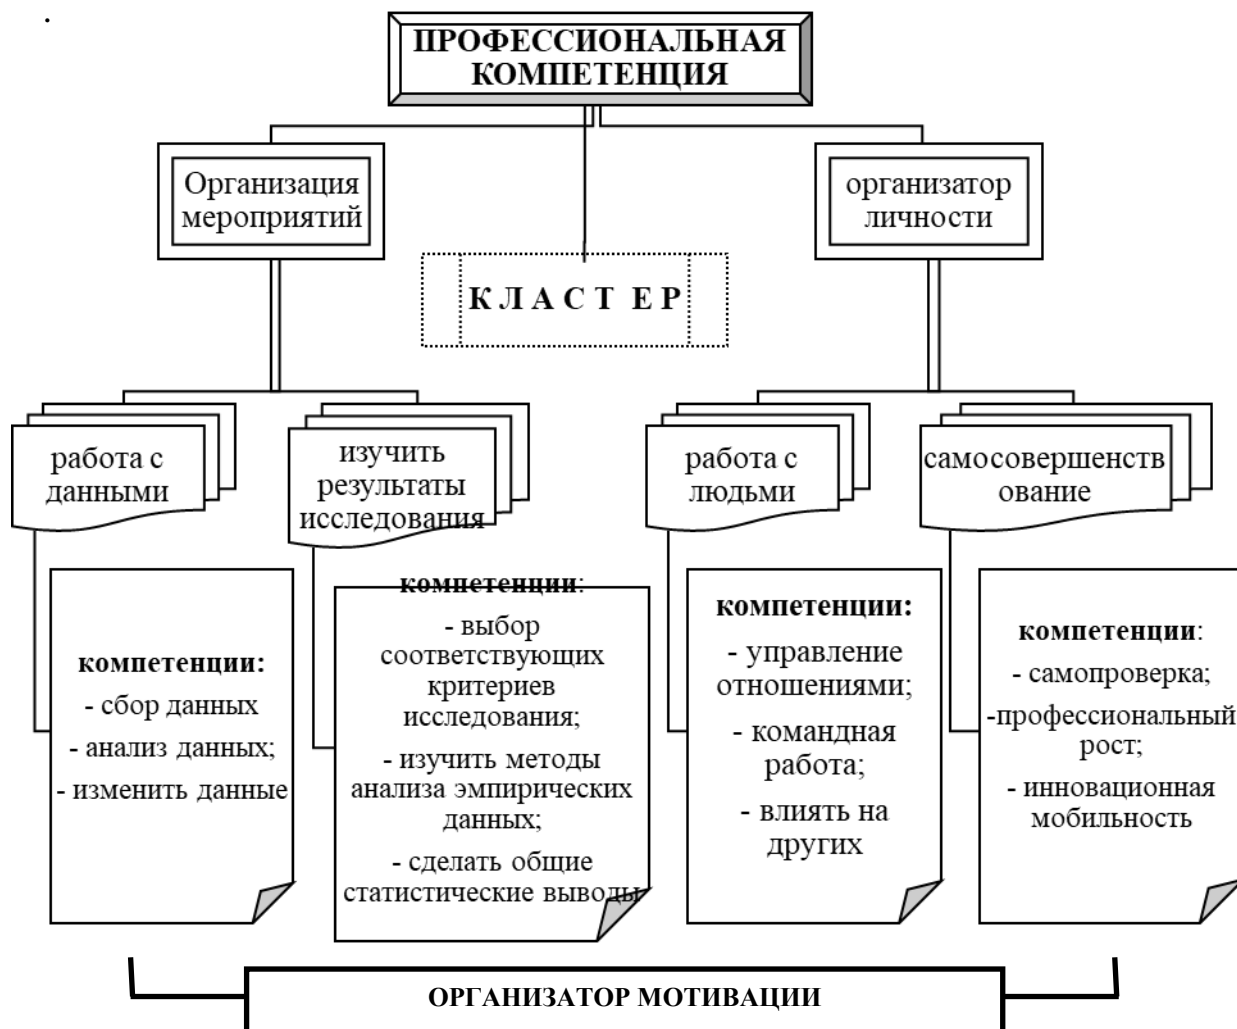 .
ПРОФЕССИОНАЛЬНАЯ
КОМПЕТЕНЦИЯ
Организация
мероприятий
организатор
личности
К Л А С Т Е Р
работа с
данными
изучить
результаты
исследования
работа с
людьми
самосовершенств
ование
компетенции:
- сбор данных
- анализ данных;
- изменить данные
компетенции:
- выбор
соответствующих
критериев
исследования;
- изучить методы
анализа эмпирических
данных;
- сделать общие
статистические выводы
компетенции:
- управление
отношениями;
- командная
работа;
- влиять на
других
компетенции:
- самопроверка;
-профессиональный
рост;
- инновационная
мобильность
ОРГАНИЗАТОР МОТИВАЦИИ